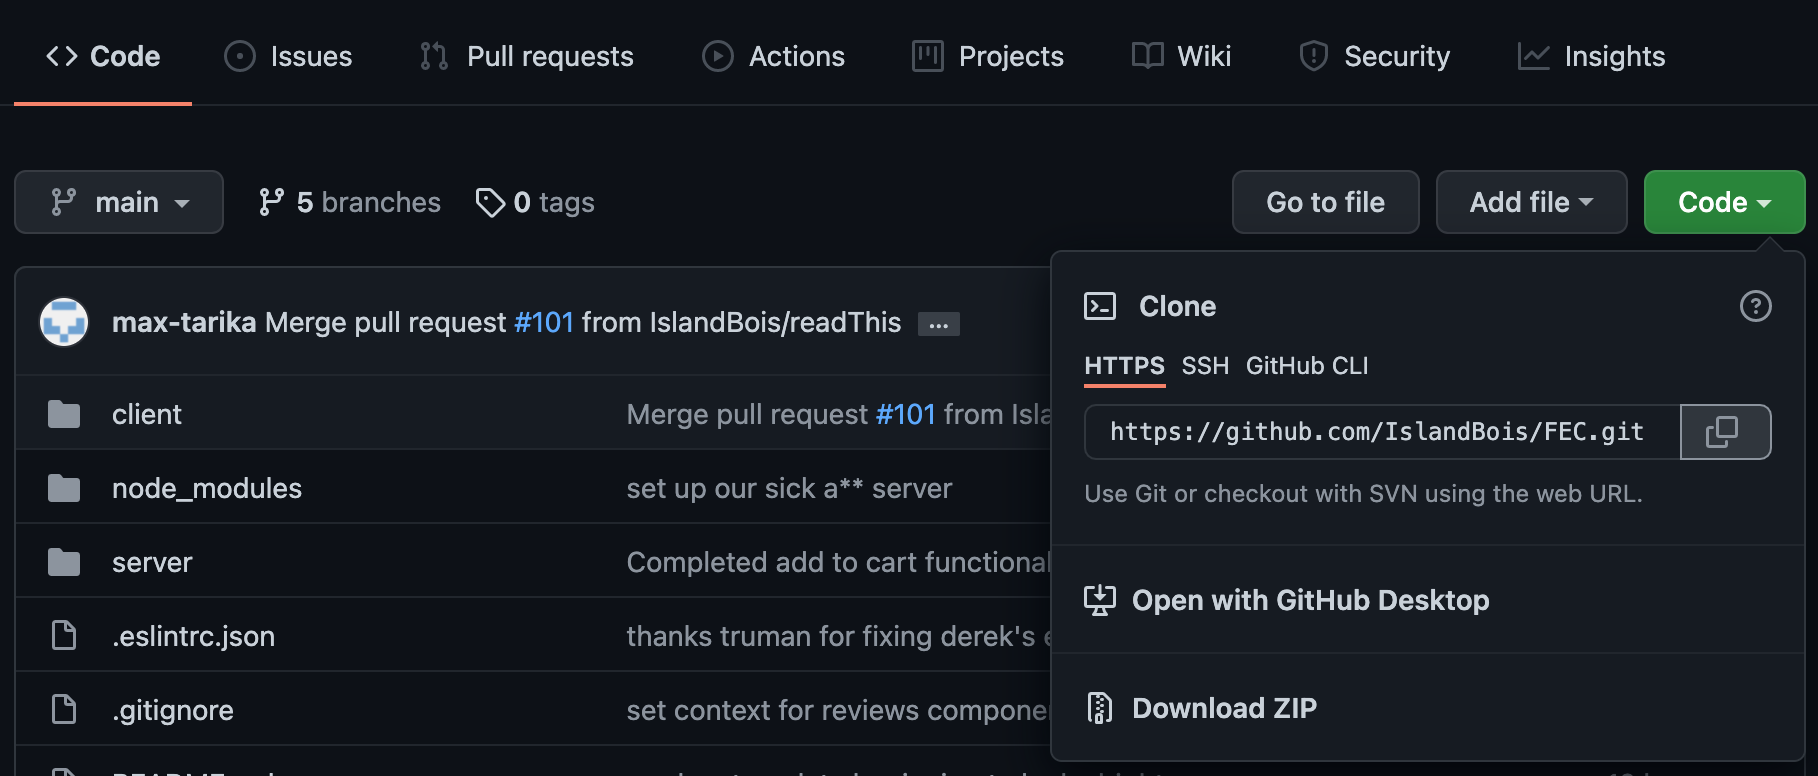 Code Issues Pull requests Actions Projects Wiki Security Insights
main 5 branches 0 tags Go to file Add file Code
max-tarika Merge pull request #101 from IslandBois/readThis ...
client Merge pull request #101 from
node_modules set up our sick a** server
server Completed add to cart
.eslintrc.json thanks truman for fixing derek's
.gitignore set context for reviews
Clone
HTTPS SSH GitHub CLI
https://github.com/IslandBois/FEC.git
Use Git or checkout with SVN using the web URL.
Open with GitHub Desktop
Download ZIP